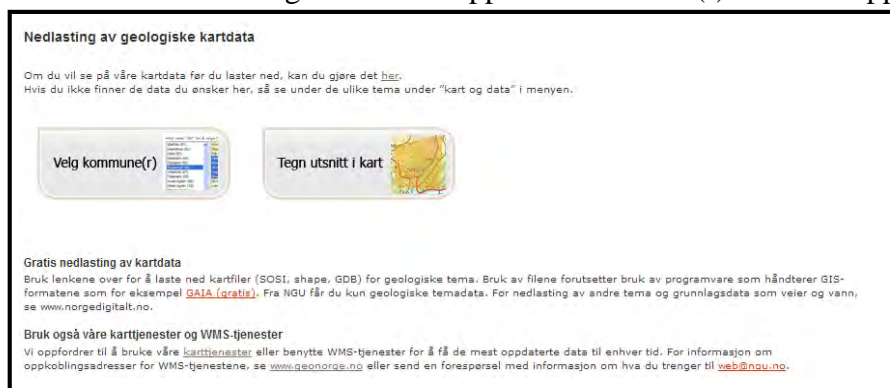 Nedlasting av geologiske kartdata
Om du vil se på våre kartdata før du laster ned, kan du gjøre det her.
Hvis du ikke finner de data du ønsker her, så se under de ulike tema under "kart og data" i menyen.
Velg kommune(r)
Tegn utsnitt i kart
Gratis nedlasting av kartdata
Bruk lenkene over for å laste ned kartfiler (SOSI, shape, GDB) for geologiske tema. Bruk av filene forutsetter bruk av programvare som håndterer GIS-
formatene som for eksempel GAIA (gratis). Fra NGU får du kun geologiske temadata. For nedlasting av andre tema og grunnlagsdata som veier og vann,
se www.norgedigitalt.no.
Bruk også våre karttjenester og WMS-tjenester
Vi oppfordrer til å bruke våre karttjenester eller benytte WMS-tjenester for å få de mest oppdaterte data til enhver tid. For informasjon om
oppkoblingsadresser for WMS-tjenestene, se www.geonorge.no eller send en forespørsel med informasjon om hva du trenger til web@ngu.no.